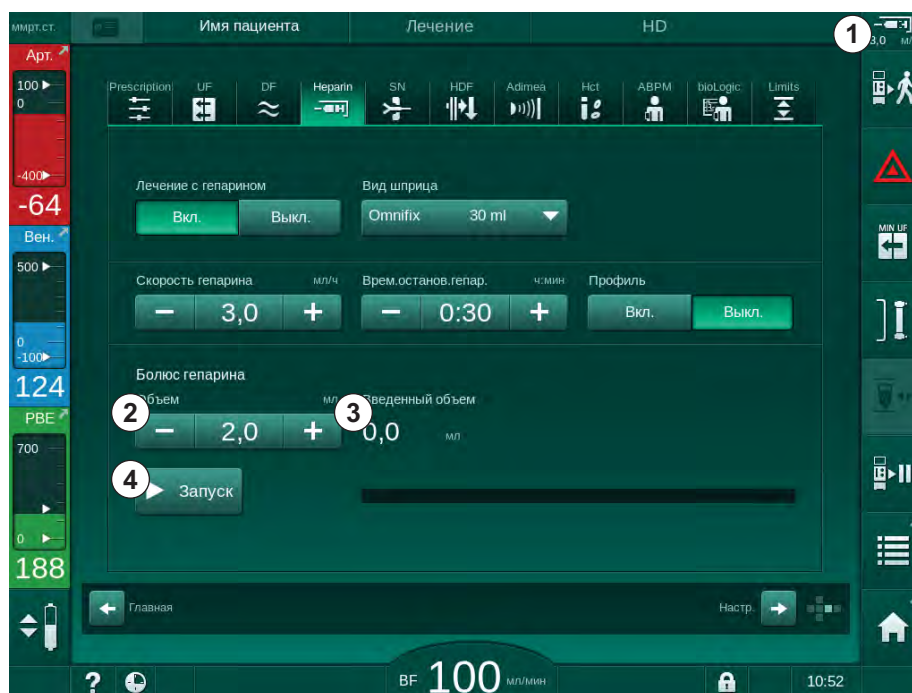 ммрт.ст.
Имя пациента
Лечение
HD
1
3,0 м/
Арт.
100
0
-400
-64
Вен.
500
0
-100
124
PBE
700
0
188
Prescription
UF
DF
Heparin
SN
HDF
Adimea
Hct
ABPM
bioLogic
Limits
Лечение с гепарином
Вкл. Выкл.
Вид шприца
Omnifix 30 ml
Скорость гепарина мл/ч
− 3,0 +
Врем.останов.гепар. ч:мин
− 0:30 +
Профиль
Вкл. Выкл.
Болюс гепарина
Объем мл
2
− 2,0 +
3
Введенный объем
0,0 мл
4
Запуск
MIN UF
Главная
Настр.
? BF 100 мл/мин 10:52